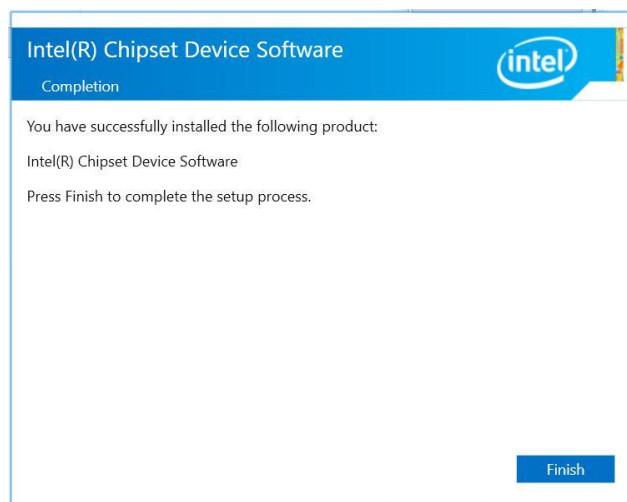 Intel(R) Chipset Device Software
intel
Completion
You have successfully installed the following product:
Intel(R) Chipset Device Software
Press Finish to complete the setup process.
Finish